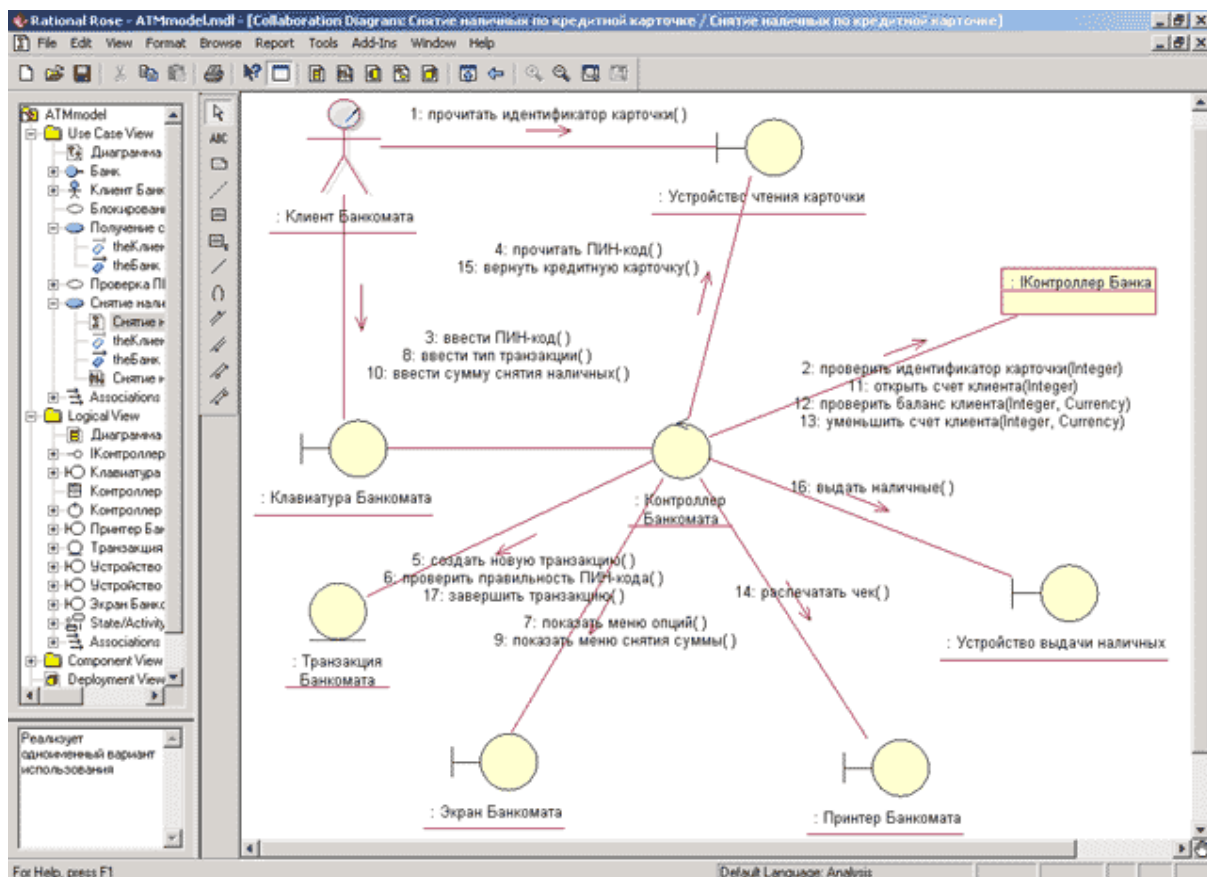 Rational Rose - ATMmodel.mdl - [Collaboration Diagram: Снятие наличных по кредитной карточке / Снятие наличных по кредитной карточке]
File Edit View Format Browse Report Tools Add-Ins Window Help
ATMmodel
Use Case View
Диаграмма
Банк
Клиент Банк
Блокирован
Получение с
theКлиен
theБанк
Проверка ПІ
Снятие нали
Снятие н
theКлиен
theБанк
Снятие н
Associations
Logical View
Диаграмма
IКонтроллер
Клавиатура
Контроллер
Контроллер
Принтер Бан
Транзакция
Устройство
Устройство
Экран Банко
State/Activity
Associations
Component View
Deployment View
Реализует
одноименный вариант
использования
ABC
1: прочитать идентификатор карточки( )
: Клиент Банкомата
: Устройство чтения карточки
4: прочитать ПИН-код( )
15: вернуть кредитную карточку( )
: IКонтроллер Банка
3: ввести ПИН-код( )
8: ввести тип транзакции( )
10: ввести сумму снятия наличных( )
2: проверить идентификатор карточки(Integer)
11: открыть счет клиента(Integer)
12: проверить баланс клиента(Integer, Currency)
13: уменьшить счет клиента(Integer, Currency)
: Клавиатура Банкомата
: Контроллер
Банкомата
16: выдать наличные( )
5: создать новую транзакцию( )
6: проверить правильность ПИН-кода( )
17: завершить транзакцию( )
14: распечатать чек( )
7: показать меню опций( )
9: показать меню снятия суммы( )
: Транзакция
Банкомата
: Устройство выдачи наличных
: Экран Банкомата
: Принтер Банкомата
For Help, press F1
Default Language: Analysis